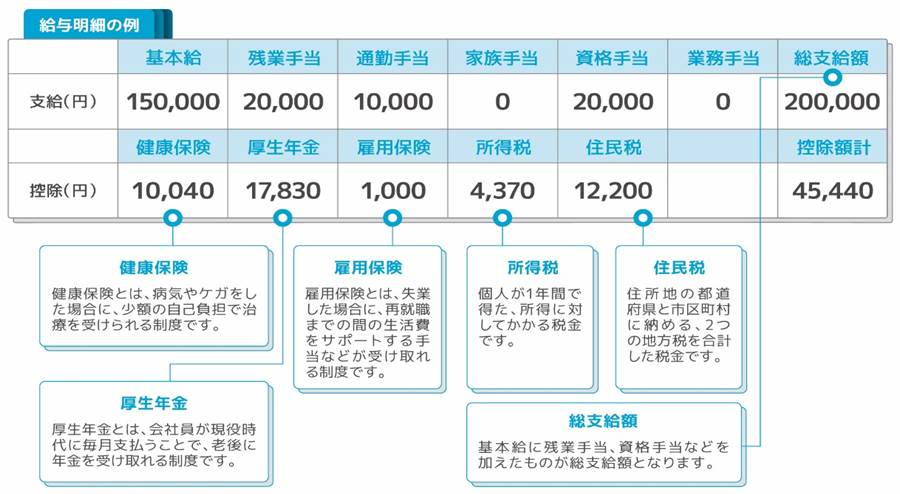 給与明細の例
基本給 残業手当 通勤手当 家族手当 資格手当 業務手当 総支給額
支給(円) 150,000 20,000 10,000 0 20,000 0 200,000
健康保険 厚生年金 雇用保険 所得税 住民税 控除額計
控除(円) 10,040 17,830 1,000 4,370 12,200 45,440
健康保険
健康保険とは、病気やケガをし
た場合に、少額の自己負担で治
療を受けられる制度です。
厚生年金
厚生年金とは、会社員が現役時
代に毎月支払うことで、老後に
年金を受け取れる制度です。
雇用保険
雇用保険とは、失業
した場合に、再就職
までの間の生活費
をサポートする手
当などが受け取れ
る制度です。
所得税
個人が1年間で
得た、所得に対
してかかる税金
です。
住民税
住所地の都道
府県と市区町村
に納める、2つ
の地方税を合計
した税金です。
総支給額
基本給に残業手当、資格手当などを
加えたものが総支給額となります。